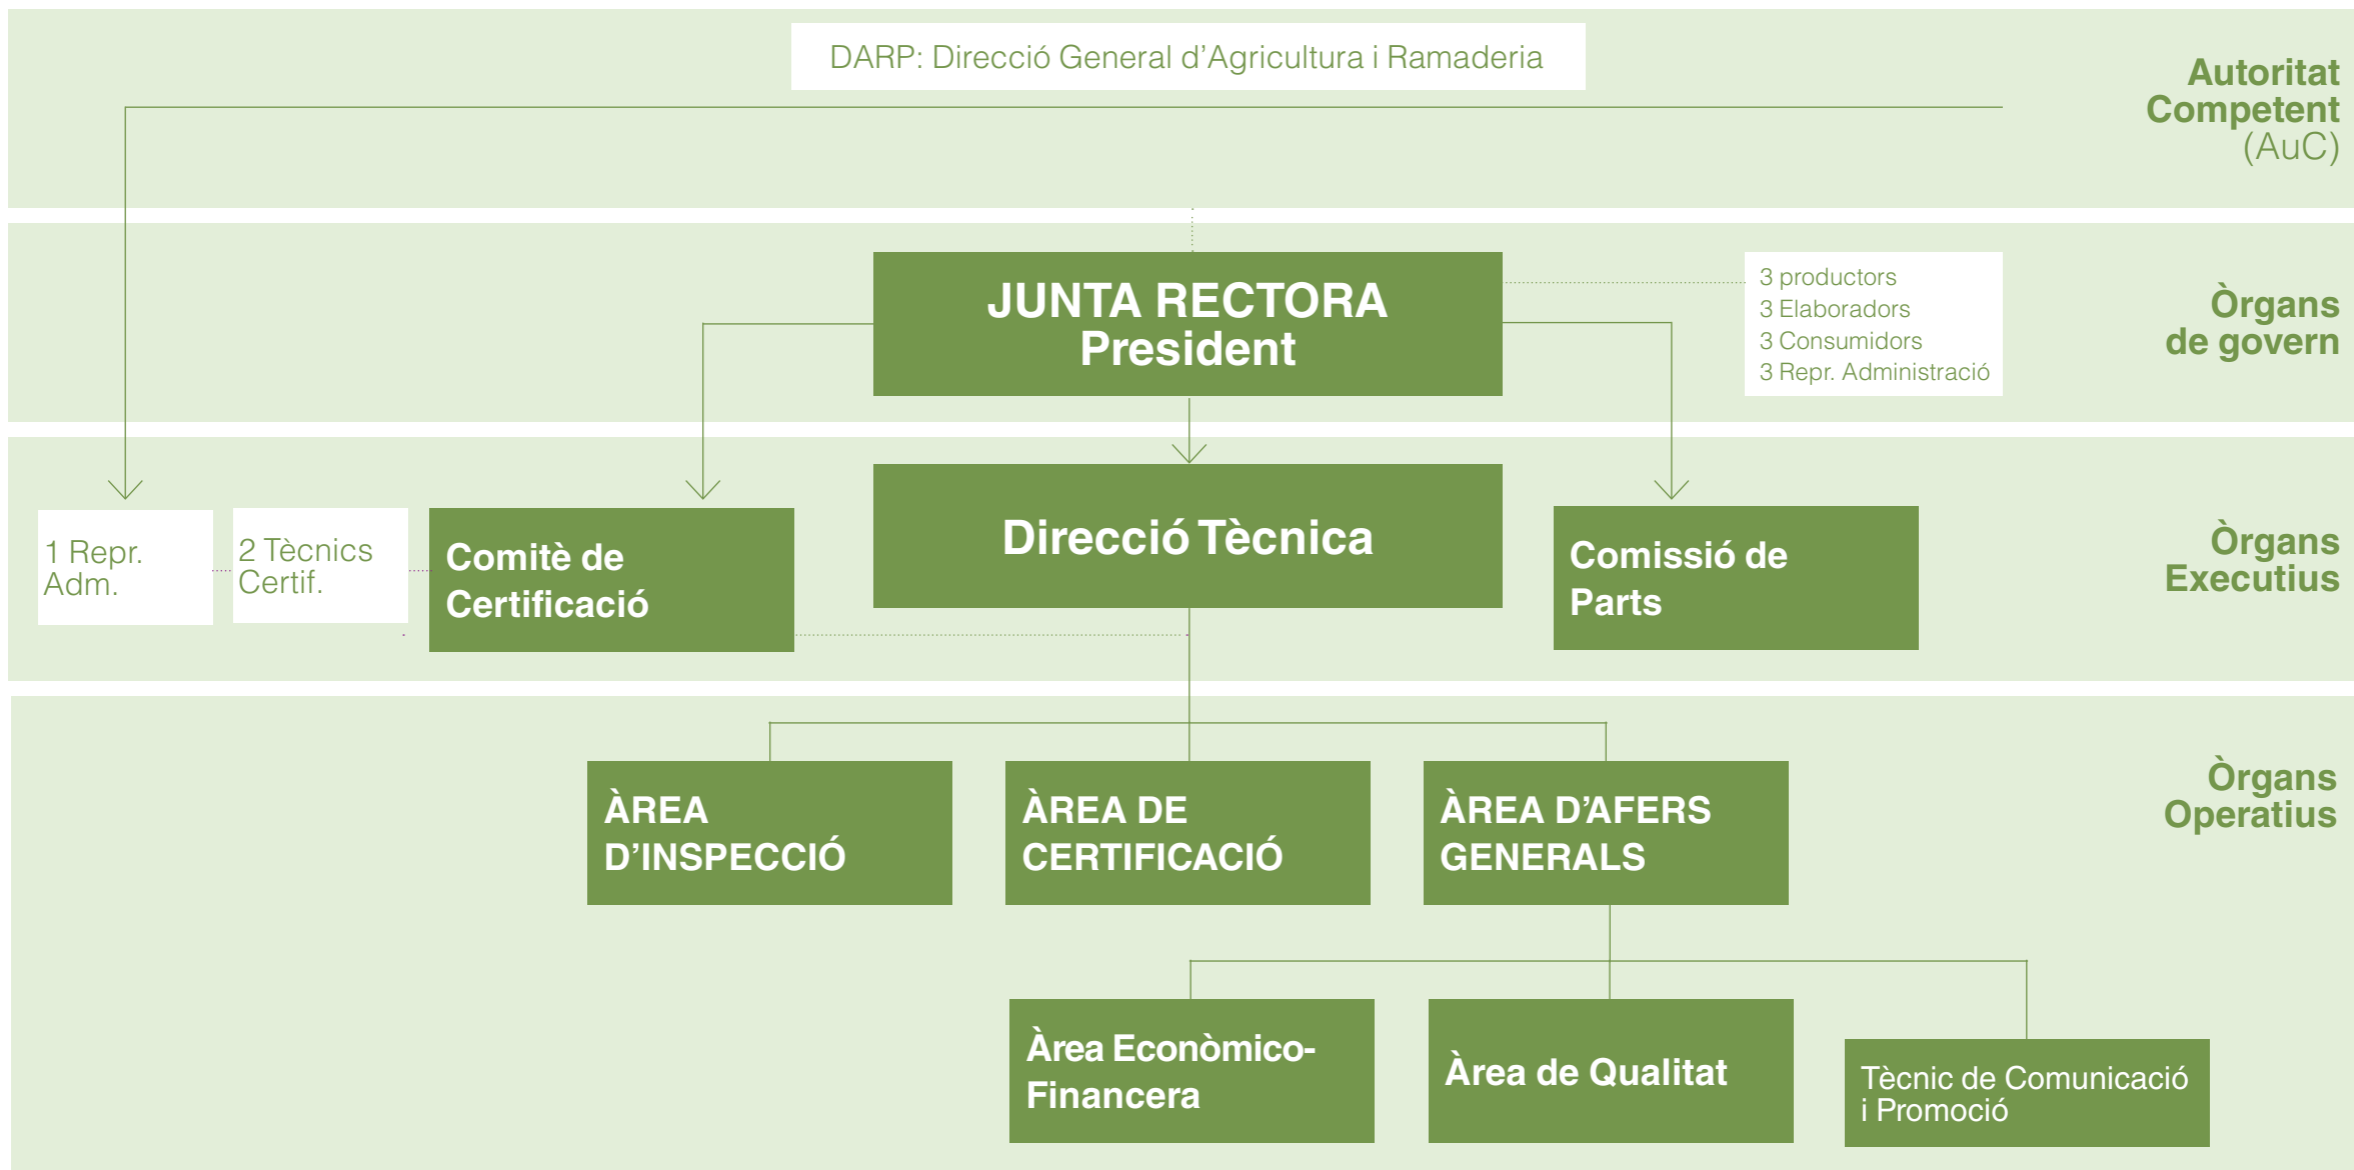 DARP: Direcció General d’Agricultura i Ramaderia
Autoritat
Competent
(AuC)
JUNTA RECTORA
President
3 productors
3 Elaboradors
3 Consumidors
3 Repr. Administració
Òrgans
de govern
1 Repr.
Adm.
2 Tècnics
Certif.
Comitè de
Certificació
Direcció Tècnica
Comissió de
Parts
Òrgans
Executius
ÀREA
D’INSPECCIÓ
ÀREA DE
CERTIFICACIÓ
ÀREA D’AFERS
GENERALS
Òrgans
Operatius
Àrea Econòmico-
Financera
Àrea de Qualitat
Tècnic de Comunicació
i Promoció